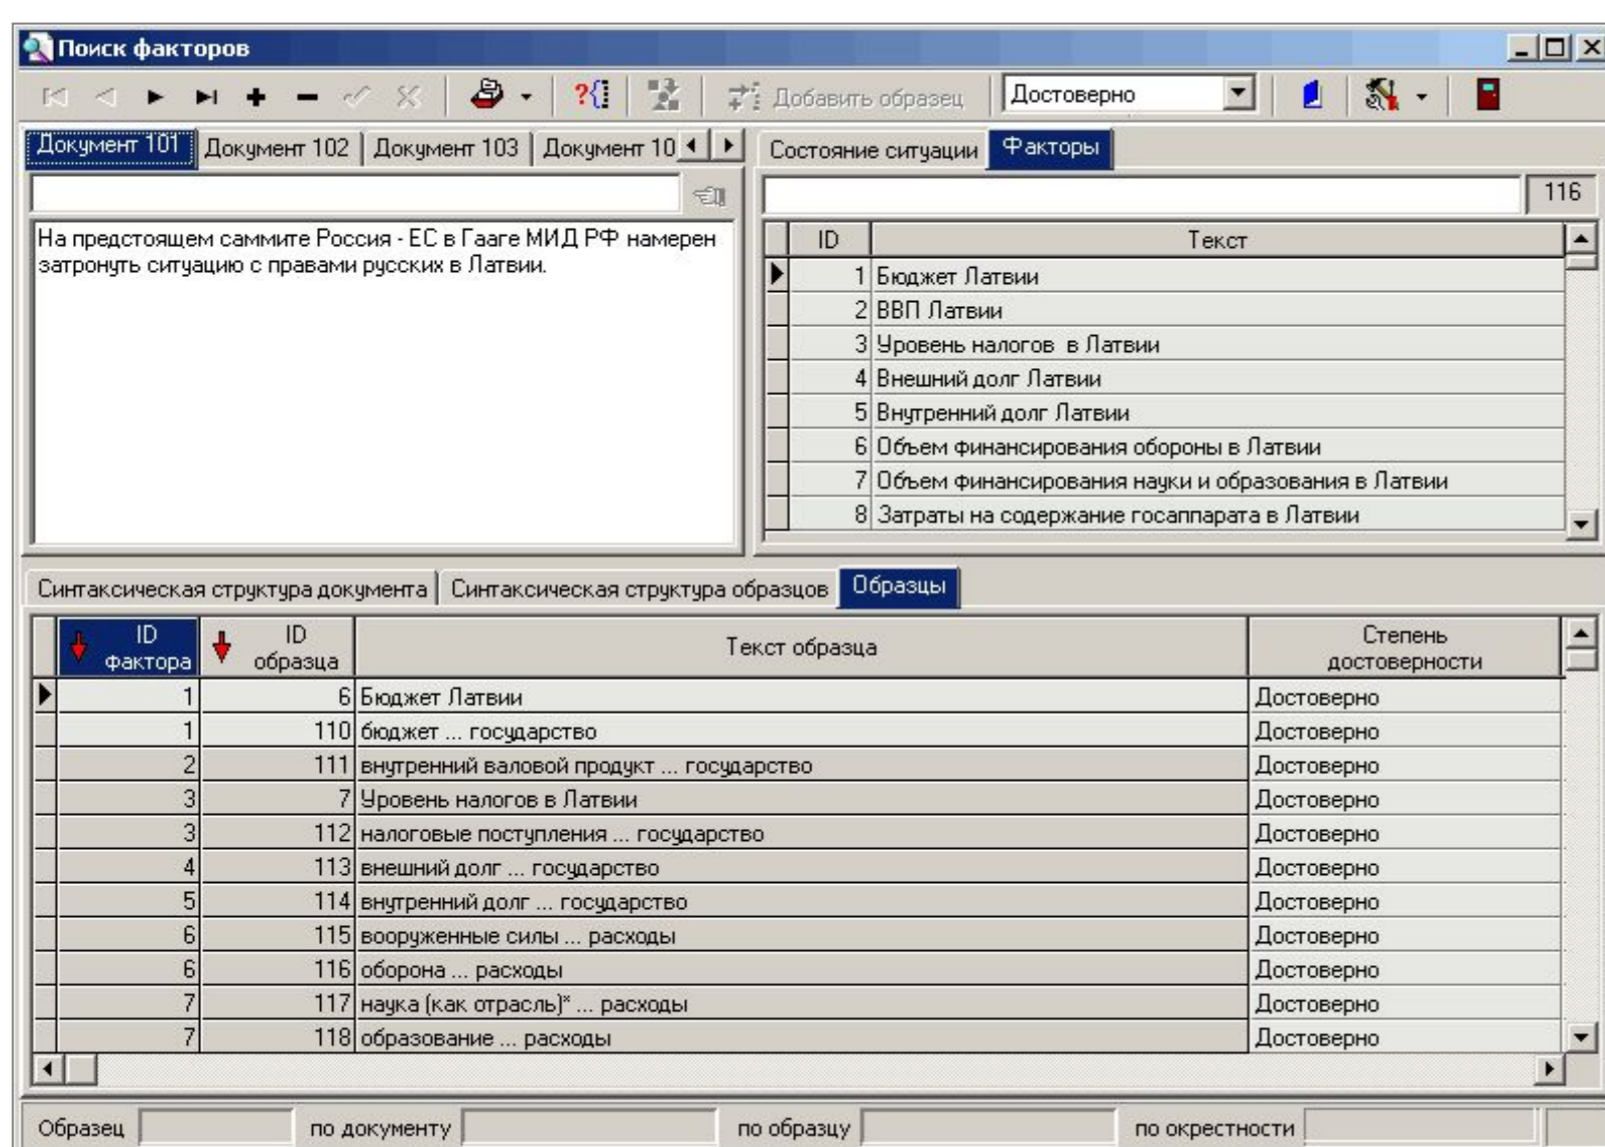 Поиск факторов
Добавить образец Достоверно
Документ 101 Документ 102 Документ 103 Документ 10
Состояние ситуации Факторы
116
На предстоящем саммите Россия - ЕС в Гааге МИД РФ намерен
затронуть ситуацию с правами русских в Латвии.
ID Текст
1 Бюджет Латвии
2 ВВП Латвии
3 Уровень налогов в Латвии
4 Внешний долг Латвии
5 Внутренний долг Латвии
6 Объем финансирования обороны в Латвии
7 Объем финансирования науки и образования в Латвии
8 Затраты на содержание госаппарата в Латвии
Синтаксическая структура документа Синтаксическая структура образцов Образцы
ID фактора ID образца Текст образца Степень достоверности
1 6 Бюджет Латвии Достоверно
1 110 бюджет ... государство Достоверно
2 111 внутренний валовой продукт ... государство Достоверно
3 7 Уровень налогов в Латвии Достоверно
3 112 налоговые поступления ... государство Достоверно
4 113 внешний долг ... государство Достоверно
5 114 внутренний долг ... государство Достоверно
6 115 вооруженные силы ... расходы Достоверно
6 116 оборона ... расходы Достоверно
7 117 наука (как отрасль)* ... расходы Достоверно
7 118 образование ... расходы Достоверно
Образец по документу по образцу по окрестности